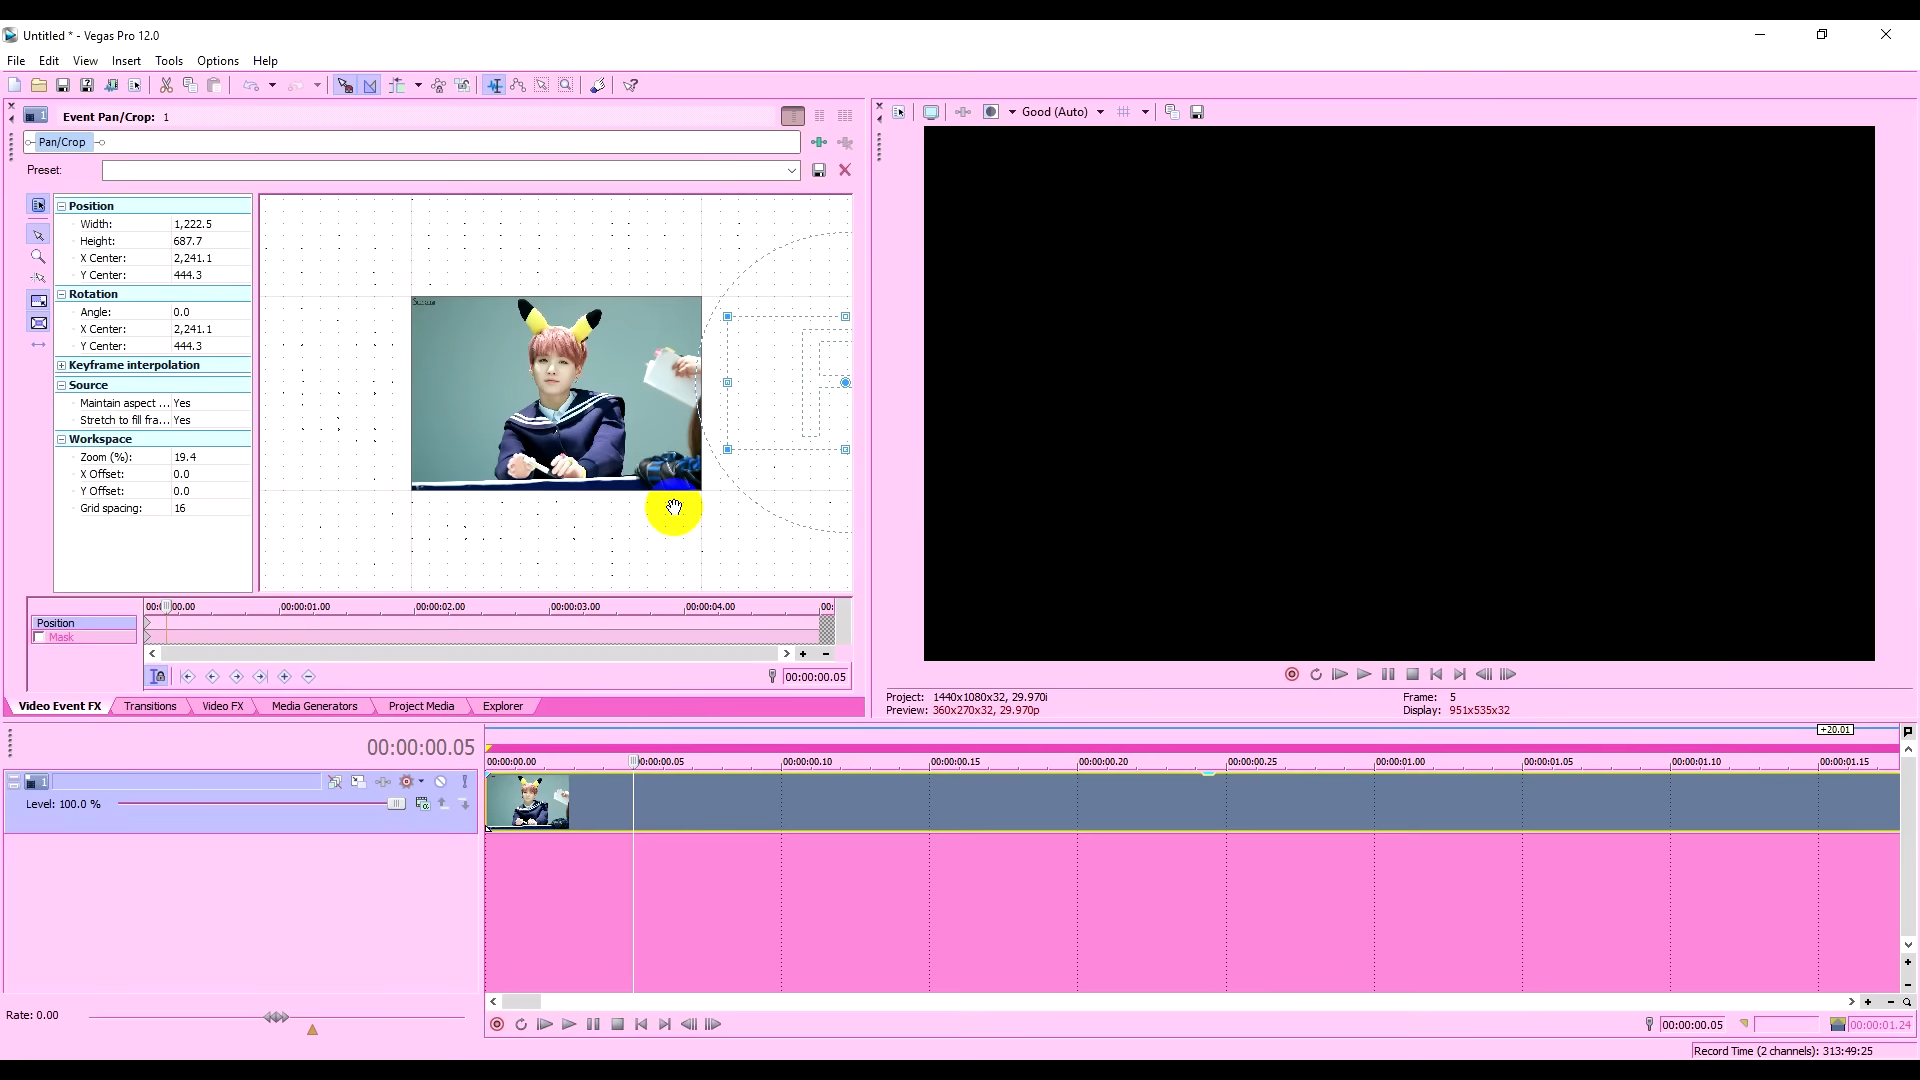 Untitled * - Vegas Pro 12.0
File Edit View Insert Tools Options Help
1 Event Pan/Crop: 1
Good (Auto)
Pan/Crop
Preset:
Position
Width: 1,222.5
Height: 687.7
X Center: 2,241.1
Y Center: 444.3
Rotation
Angle: 0.0
X Center: 2,241.1
Y Center: 444.3
Keyframe interpolation
Source
Maintain aspect ... Yes
Stretch to fill fra... Yes
Workspace
Zoom (%): 19.4
X Offset: 0.0
Y Offset: 0.0
Grid spacing: 16
00:00:01.00 00:00:02.00 00:00:03.00 00:00:04.00
Position
Mask
00:00:00.05
Video Event FX Transitions Video FX Media Generators Project Media Explorer
Project: 1440x1080x32, 29.970i
Preview: 360x270x32, 29.970p
Frame: 5
Display: 951x535x32
+20.01
00:00:00.05
00:00:00.00 00:00:00.05 00:00:00.10 00:00:00.15 00:00:00.20 00:00:00.25 00:00:01.00 00:00:01.05 00:00:01.10 00:00:01.15
1
Level: 100.0 %
Rate: 0.00
00:00:00.05
00:00:01.24
Record Time (2 channels): 313:49:25